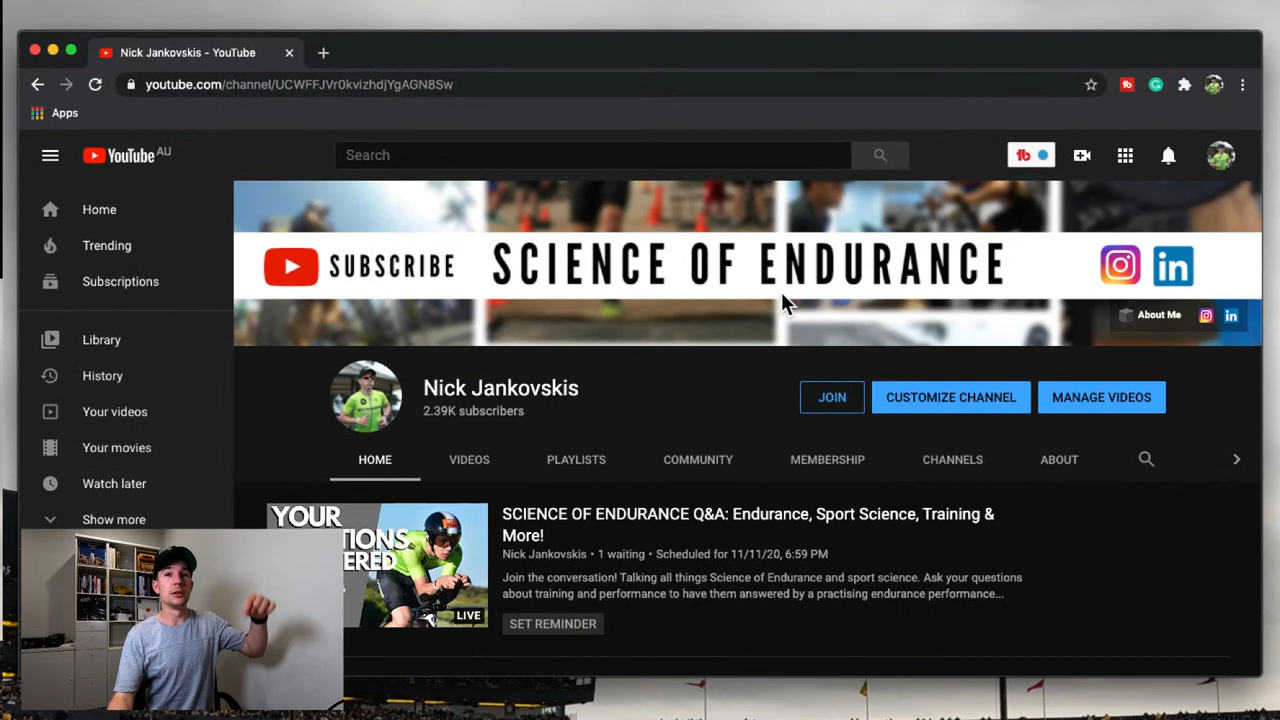 Nick Jankovskis - YouTube
youtube.com/channel/UCWFFJVr0kvizhdjYgAGN8Sw
Apps
YouTube AU
Search
tb
Home
Trending
Subscriptions
Library
History
Your videos
Your movies
Watch later
Show more
SUBSCRIBE
SCIENCE OF ENDURANCE
in
About Me
in
Nick Jankovskis
2.39K subscribers
JOIN
CUSTOMIZE CHANNEL
MANAGE VIDEOS
HOME
VIDEOS
PLAYLISTS
COMMUNITY
MEMBERSHIP
CHANNELS
ABOUT
YOUR
LIVE
SCIENCE OF ENDURANCE Q&A: Endurance, Sport Science, Training &
More!
Nick Jankovskis • 1 waiting • Scheduled for 11/11/20, 6:59 PM
Join the conversation! Talking all things Science of Endurance and sport science. Ask your questions
about training and performance to have them answered by a practising endurance performance...
SET REMINDER